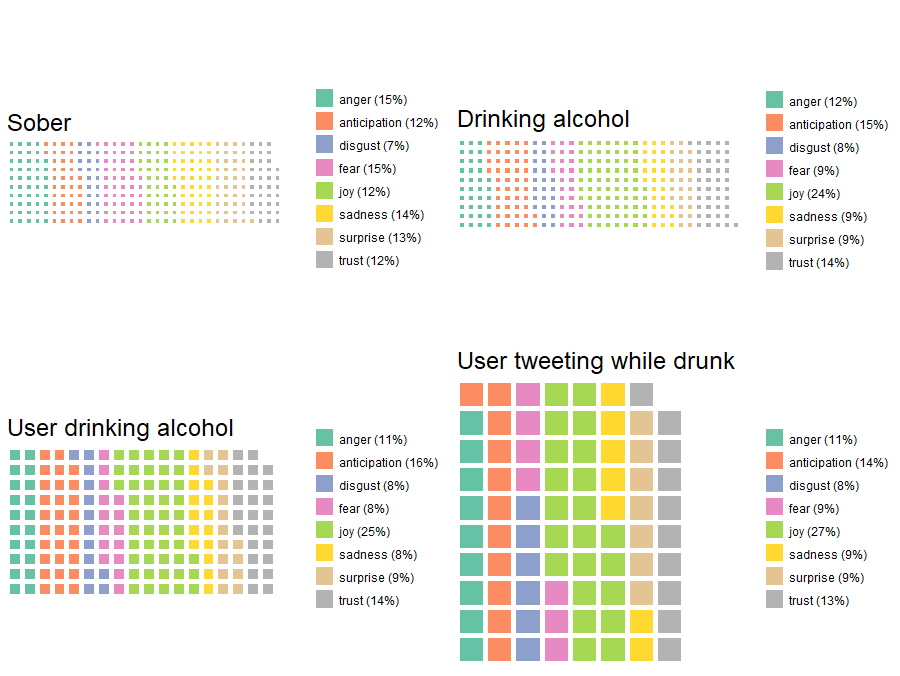 Sober
anger (15%)
anticipation (12%)
disgust (7%)
fear (15%)
joy (12%)
sadness (14%)
surprise (13%)
trust (12%)
Drinking alcohol
anger (12%)
anticipation (15%)
disgust (8%)
fear (9%)
joy (24%)
sadness (9%)
surprise (9%)
trust (14%)
User drinking alcohol
anger (11%)
anticipation (16%)
disgust (8%)
fear (8%)
joy (25%)
sadness (8%)
surprise (9%)
trust (14%)
User tweeting while drunk
anger (11%)
anticipation (14%)
disgust (8%)
fear (9%)
joy (27%)
sadness (9%)
surprise (9%)
trust (13%)